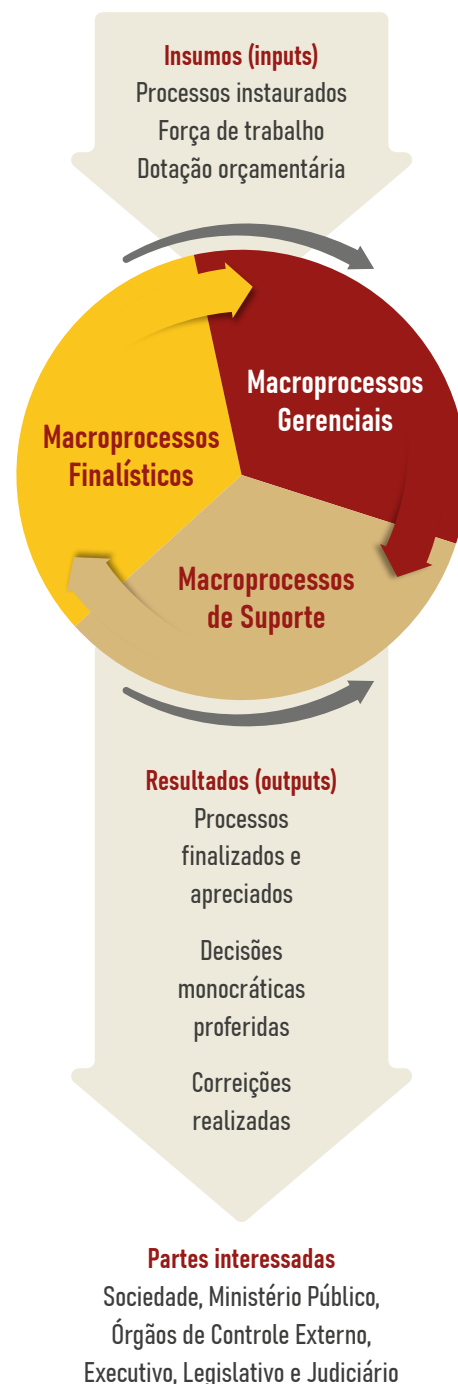 Insumos (inputs)
Processos instaurados
Força de trabalho
Dotação orçamentária
Macroprocessos
Gerenciais
Macroprocessos
Finalísticos
Macroprocessos
de Suporte
Resultados (outputs)
Processos
finalizados e
apreciados
Decisões
monocráticas
proferidas
Correições
realizadas
Partes interessadas
Sociedade, Ministério Público,
Órgãos de Controle Externo,
Executivo, Legislativo e Judiciário